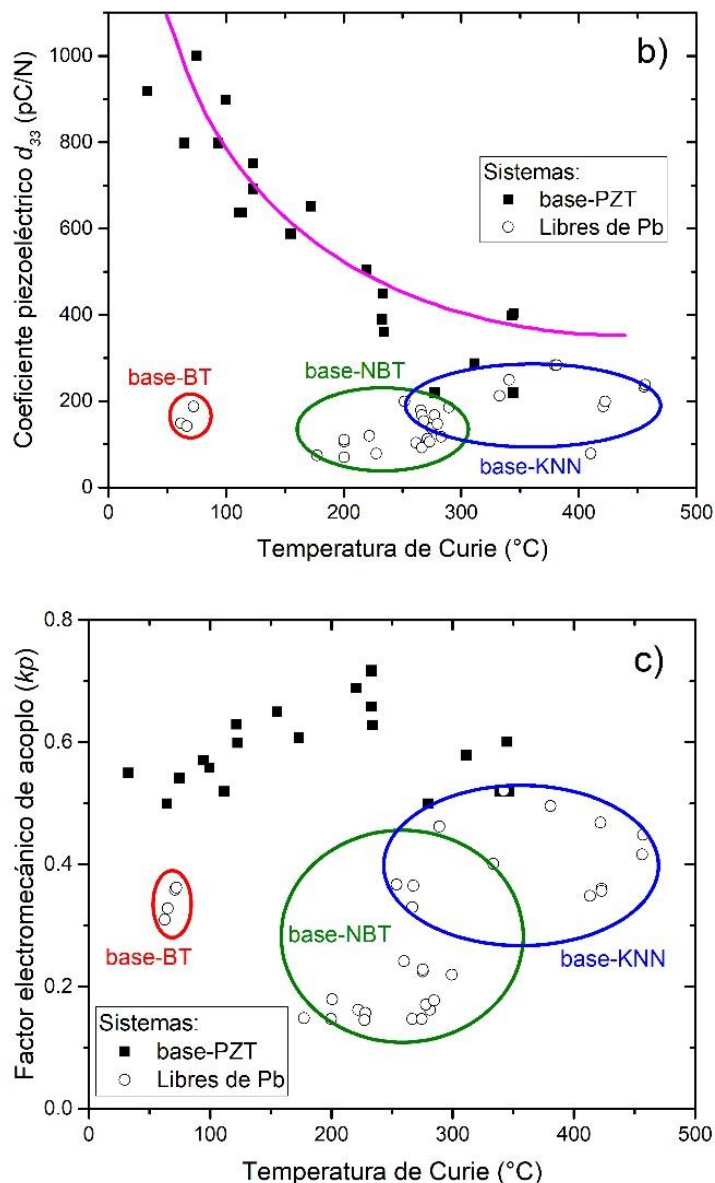 b)
1000
800
600
400
200
0
Coeficiente piezoeléctrico d33 (pC/N)
Sistemas:
base-PZT
Libres de Pb
base-BT
base-NBT
base-KNN
0 100 200 300 400 500
Temperatura de Curie (°C)
c)
0.8
0.6
0.4
0.2
0.0
Factor electromecánico de acoplo (kp)
base-BT
base-NBT
base-KNN
Sistemas:
base-PZT
Libres de Pb
0 100 200 300 400 500
Temperatura de Curie (°C)